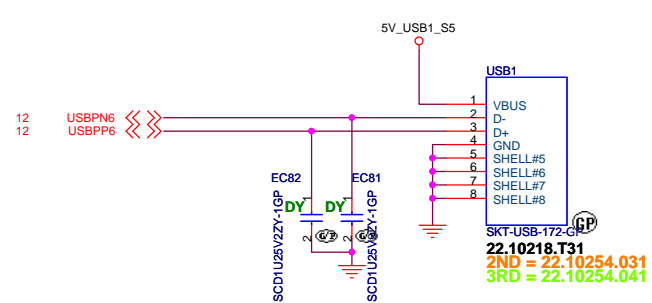 5V_USB1_S5
USB1
12 USBPN6
12 USBPP6
1 VBUS
2 D-
3 D+
4 GND
5 SHELL#5
6 SHELL#6
7 SHELL#7
8 SHELL#8
EC82
EC81
DY
DY
1
1
2
2
GP
GP
SCD1U25V2ZY-1GP
SCD1U25V2ZY-1GP
SKT-USB-172-GP
GP
22.10218.T31
2ND = 22.10254.031
3RD = 22.10254.041